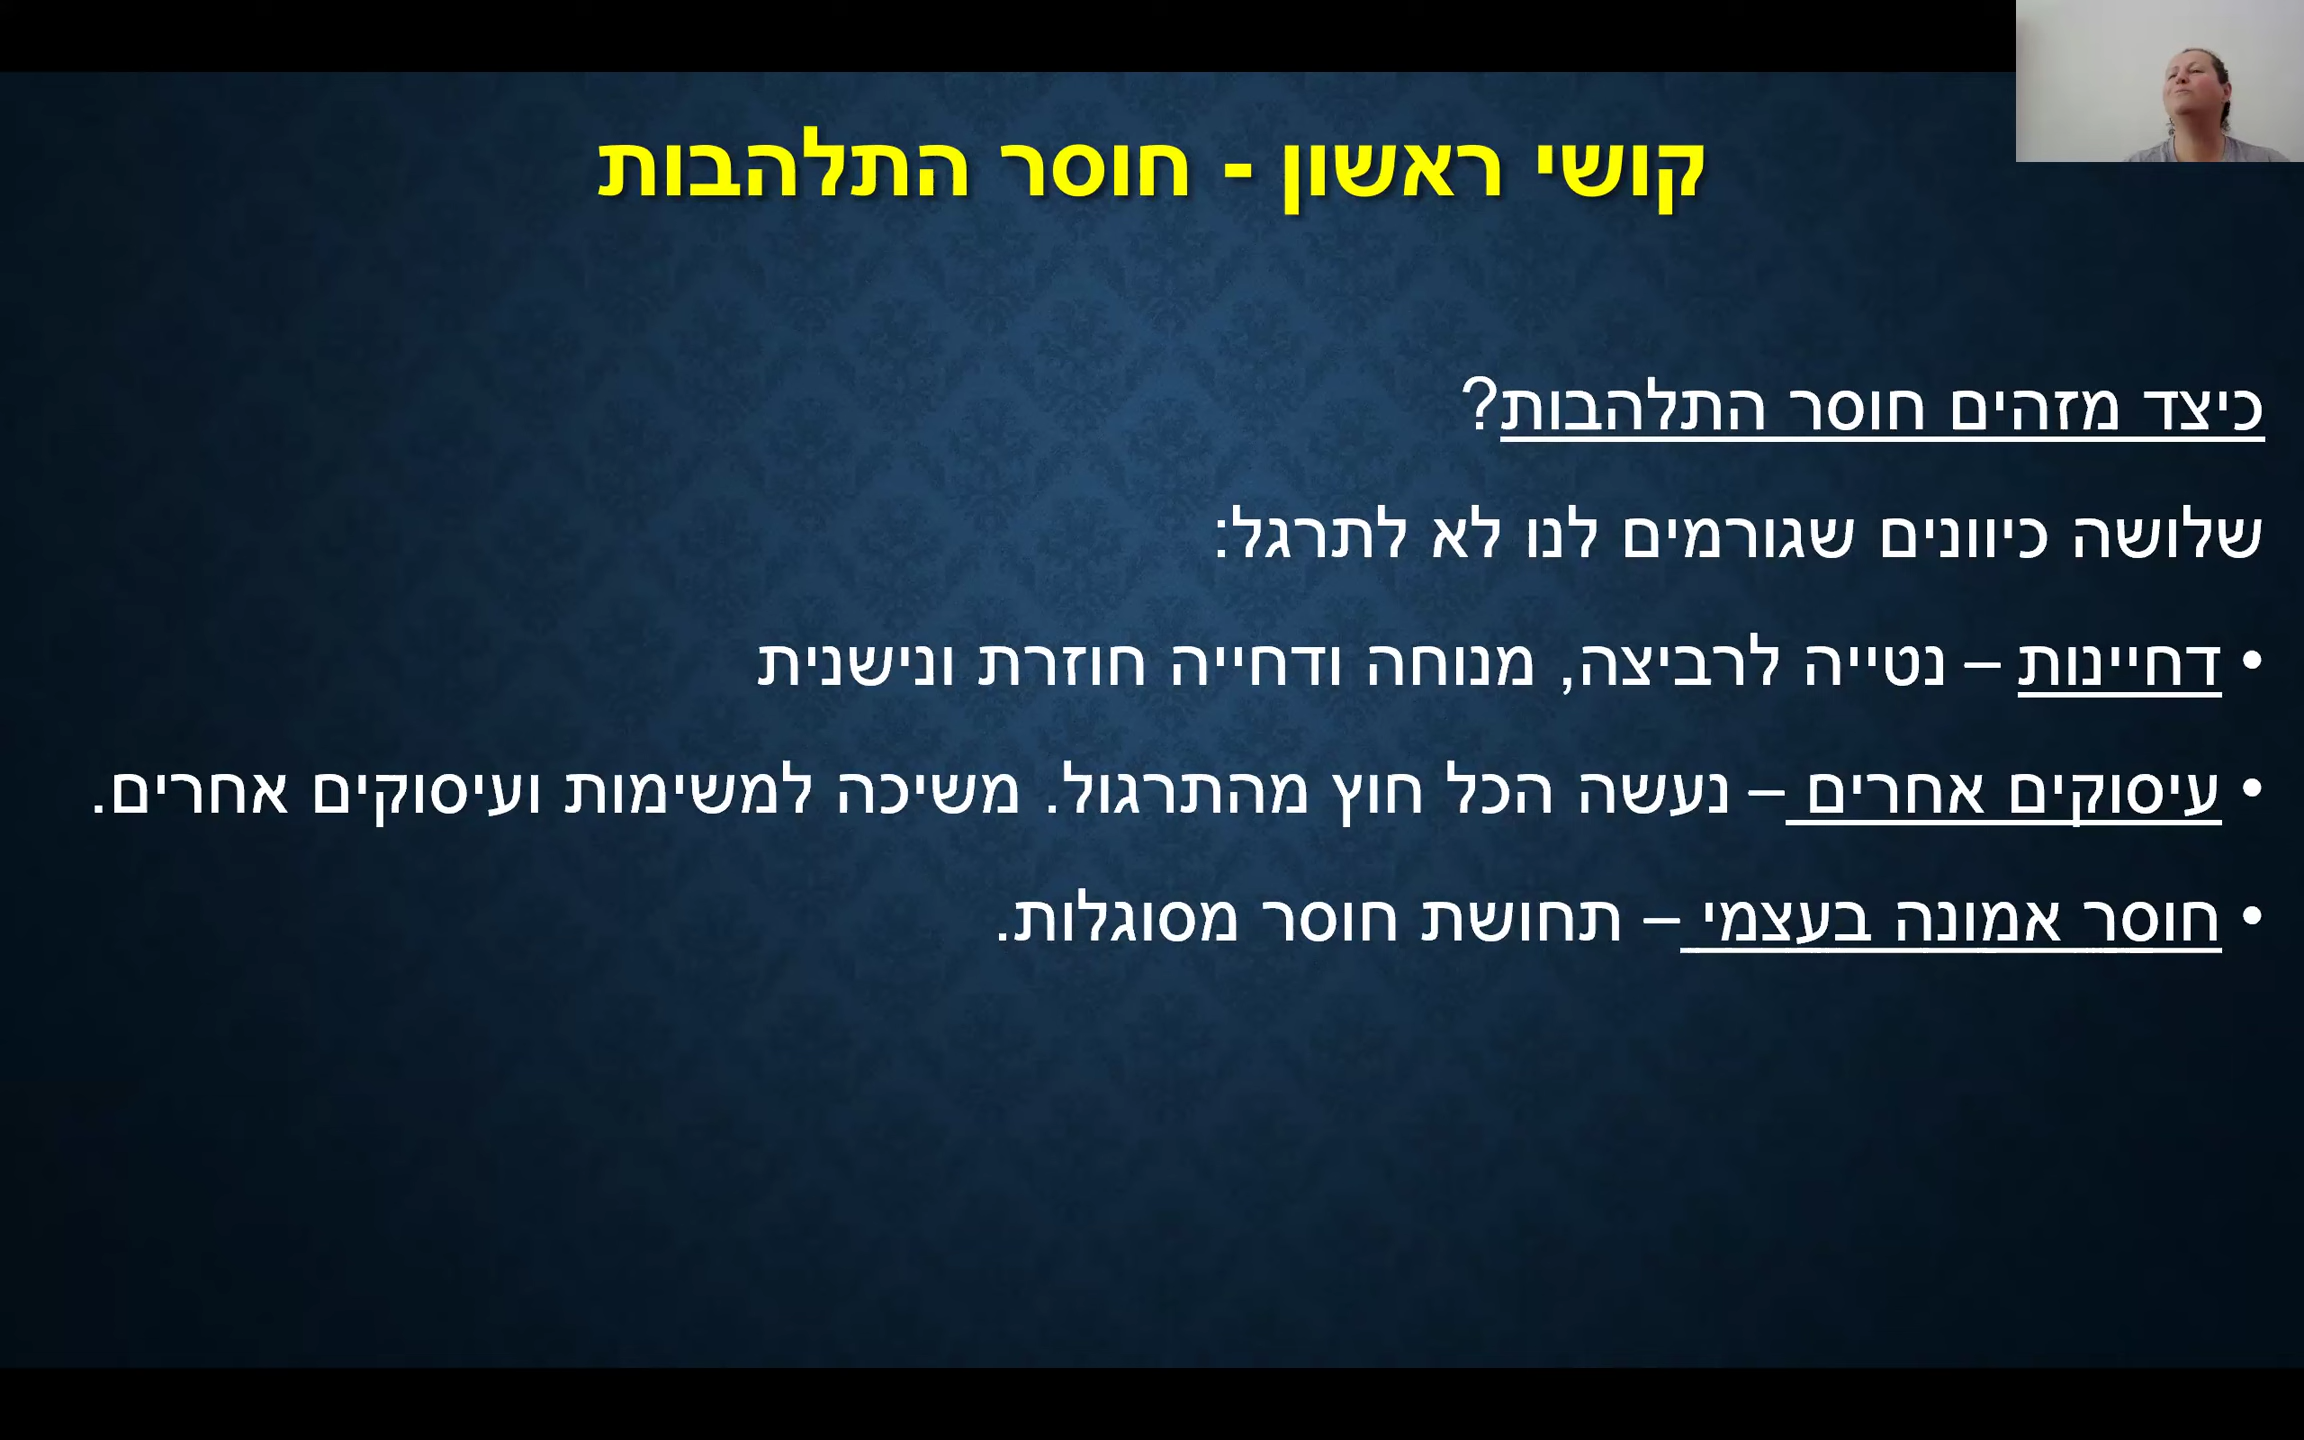 קושי ראשון - חוסר התלהבות
כיצד מזהים חוסר התלהבות?
שלושה כיוונים שגורמים לנו לא לתרגל:
• דחיינות – נטייה לרביצה, מנוחה ודחייה חוזרת ונישנית
• עיסוקים אחרים – נעשה הכל חוץ מהתרגול. משיכה למשימות ועיסוקים אחרים.
• חוסר אמונה בעצמי – תחושת חוסר מסוגלות.